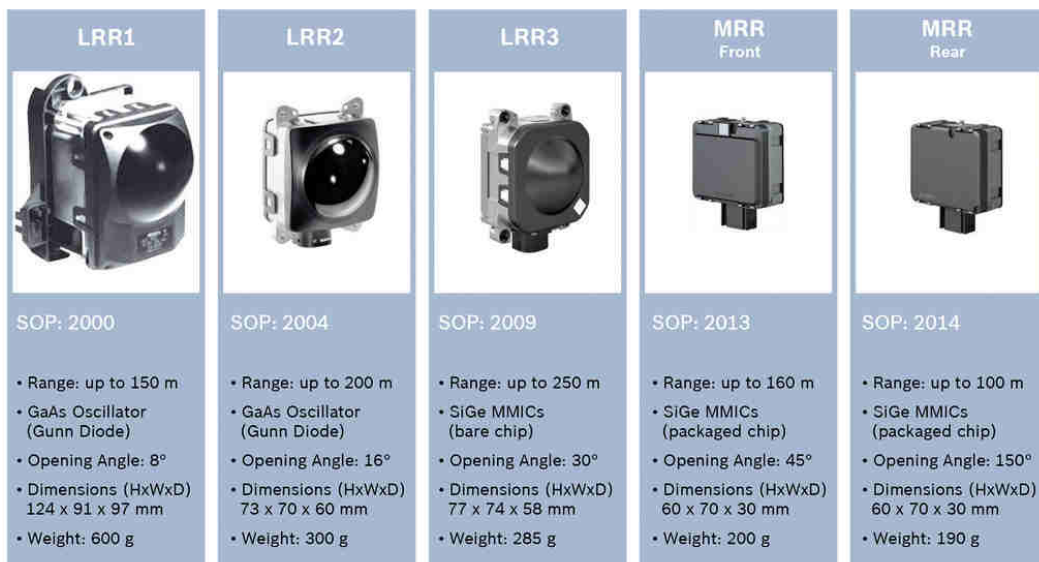 LRR1
SOP: 2000
• Range: up to 150 m
• GaAs Oscillator
(Gunn Diode)
• Opening Angle: 8°
• Dimensions (HxWxD)
124 x 91 x 97 mm
• Weight: 600 g
LRR2
SOP: 2004
• Range: up to 200 m
• GaAs Oscillator
(Gunn Diode)
• Opening Angle: 16°
• Dimensions (HxWxD)
73 x 70 x 60 mm
• Weight: 300 g
LRR3
SOP: 2009
• Range: up to 250 m
• SiGe MMICs
(bare chip)
• Opening Angle: 30°
• Dimensions (HxWxD)
77 x 74 x 58 mm
• Weight: 285 g
MRR
Front
SOP: 2013
• Range: up to 160 m
• SiGe MMICs
(packaged chip)
• Opening Angle: 45°
• Dimensions (HxWxD)
60 x 70 x 30 mm
• Weight: 200 g
MRR
Rear
SOP: 2014
• Range: up to 100 m
• SiGe MMICs
(packaged chip)
• Opening Angle: 150°
• Dimensions (HxWxD)
60 x 70 x 30 mm
• Weight: 190 g